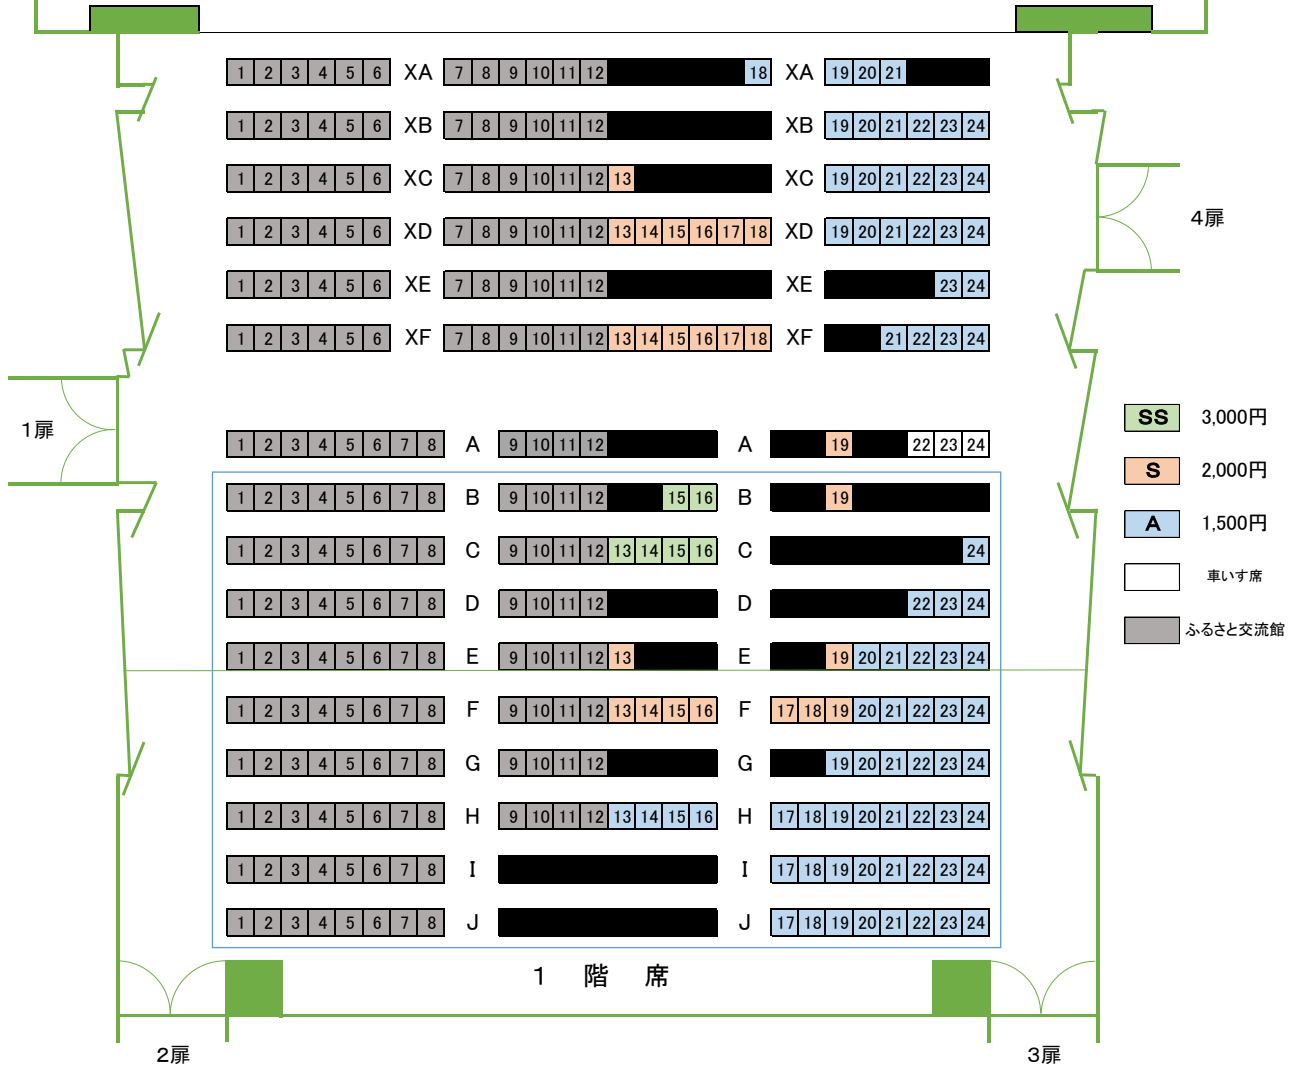 1 2 3 4 5 6 XA 7 8 9 10 11 12 18 XA 19 20 21
1 2 3 4 5 6 XB 7 8 9 10 11 12 XB 19 20 21 22 23 24
1 2 3 4 5 6 XC 7 8 9 10 11 12 13 XC 19 20 21 22 23 24
1 2 3 4 5 6 XD 7 8 9 10 11 12 13 14 15 16 17 18 XD 19 20 21 22 23 24
4扉
1 2 3 4 5 6 XE 7 8 9 10 11 12 XE 23 24
1 2 3 4 5 6 XF 7 8 9 10 11 12 13 14 15 16 17 18 XF 21 22 23 24
1扉
1 2 3 4 5 6 7 8 A 9 10 11 12 A 19 22 23 24
1 2 3 4 5 6 7 8 B 9 10 11 12 15 16 B 19
1 2 3 4 5 6 7 8 C 9 10 11 12 13 14 15 16 C 24
1 2 3 4 5 6 7 8 D 9 10 11 12 D 22 23 24
1 2 3 4 5 6 7 8 E 9 10 11 12 13 E 19 20 21 22 23 24
1 2 3 4 5 6 7 8 F 9 10 11 12 13 14 15 16 F 17 18 19 20 21 22 23 24
1 2 3 4 5 6 7 8 G 9 10 11 12 G 19 20 21 22 23 24
1 2 3 4 5 6 7 8 H 9 10 11 12 13 14 15 16 H 17 18 19 20 21 22 23 24
1 2 3 4 5 6 7 8 I I 17 18 19 20 21 22 23 24
1 2 3 4 5 6 7 8 J J 17 18 19 20 21 22 23 24
SS 3,000円
S 2,000円
A 1,500円
車いす席
ふるさと交流館
1 階 席
2扉
3扉